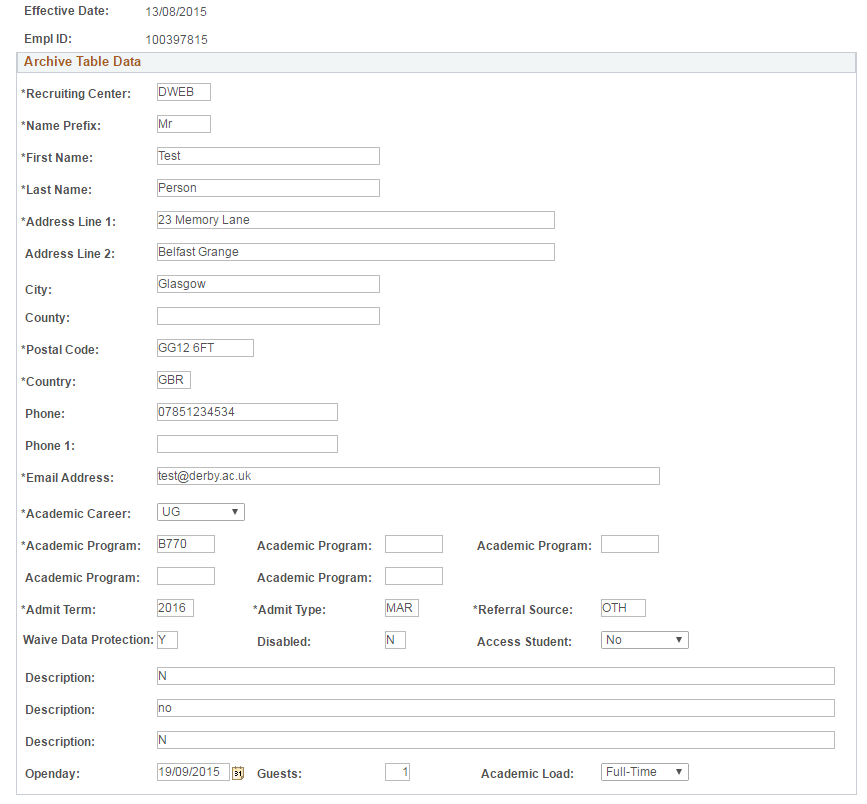 Effective Date: 13/08/2015
Empl ID: 100397815
Archive Table Data
*Recruiting Center: DWEB
*Name Prefix: Mr
*First Name: Test
*Last Name: Person
*Address Line 1: 23 Memory Lane
Address Line 2: Belfast Grange
City: Glasgow
County:
*Postal Code: GG12 6FT
*Country: GBR
Phone: 07851234534
Phone 1:
*Email Address: test@derby.ac.uk
*Academic Career: UG
*Academic Program: B770 Academic Program: Academic Program:
Academic Program: Academic Program:
*Admit Term: 2016 *Admit Type: MAR *Referral Source: OTH
Waive Data Protection: Y Disabled: N Access Student: No
Description: N
Description: no
Description: N
Openday: 19/09/2015 31 Guests: 1 Academic Load: Full-Time